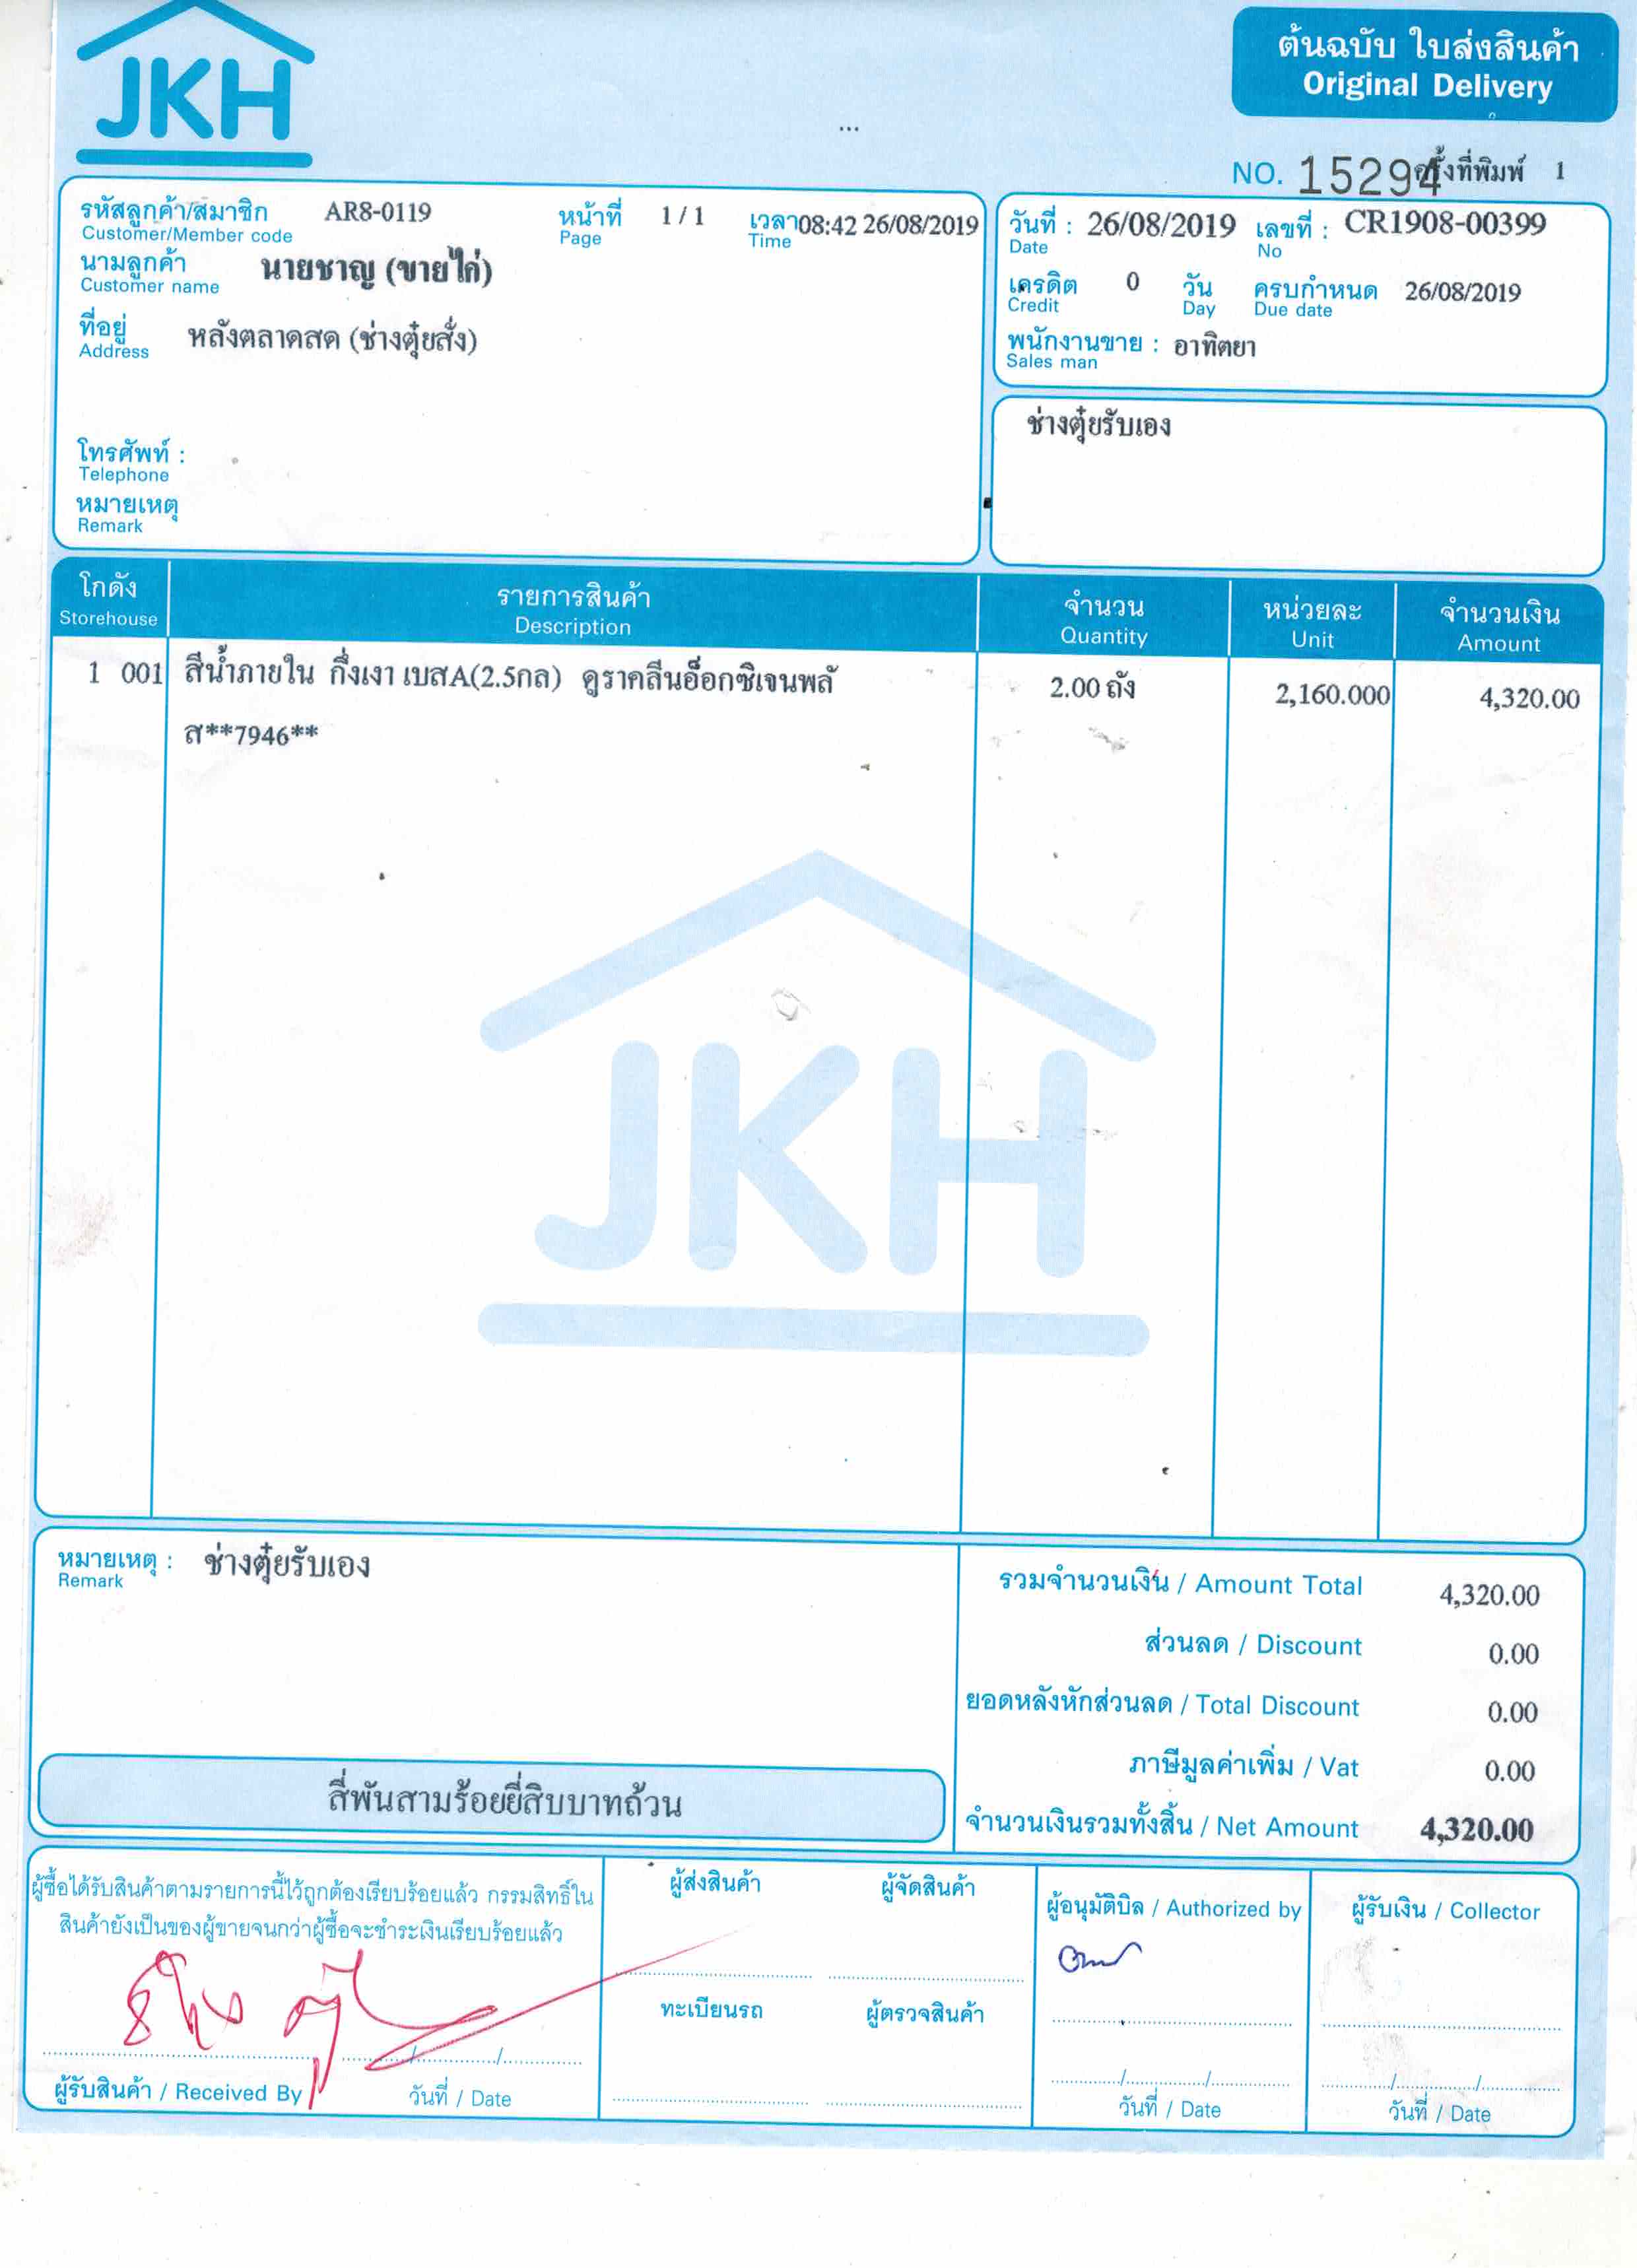 JKH
ต้นฉบับ ใบส่งสินค้า
Original Delivery
NO. 15294 ครั้งที่พิมพ์ 1
รหัสลูกค้า/สมาชิก AR8-0119 หน้าที่ 1 / 1 เวลา 08:42 26/08/2019
Customer/Member code Page Time
นามลูกค้า นายชาญ (ขายไก่)
Customer name
ที่อยู่ หลังตลาดสด (ช่างตุ๋ยสั่ง)
Address
โทรศัพท์ :
Telephone
หมายเหตุ
Remark
วันที่ : 26/08/2019 เลขที่ : CR1908-00399
Date No
เครดิต 0 วัน ครบกำหนด 26/08/2019
Credit Day Due date
พนักงานขาย : อาทิตยา
Sales man
ช่างตุ๋ยรับเอง
โกดัง รายการสินค้า จำนวน หน่วยละ จำนวนเงิน
Storehouse Description Quantity Unit Amount
1 001 สีน้ำภายใน กึ่งเงา เบสA(2.5กล) ดูราคลีนอ็อกซิเจนพลั 2.00 ถัง 2,160.000 4,320.00
ส**7946**
JKH
หมายเหตุ : ช่างตุ๋ยรับเอง
Remark
รวมจำนวนเงิน / Amount Total 4,320.00
ส่วนลด / Discount 0.00
ยอดหลังหักส่วนลด / Total Discount 0.00
ภาษีมูลค่าเพิ่ม / Vat 0.00
สี่พันสามร้อยยี่สิบบาทถ้วน
จำนวนเงินรวมทั้งสิ้น / Net Amount 4,320.00
ผู้ซื้อได้รับสินค้าตามรายการนี้ไว้ถูกต้องเรียบร้อยแล้ว กรรมสิทธิ์ใน
สินค้ายังเป็นของผู้ขายจนกว่าผู้ซื้อจะชำระเงินเรียบร้อยแล้ว
ช่าง ตุ๋ย
ผู้รับสินค้า / Received By วันที่ / Date
ผู้ส่งสินค้า ผู้จัดสินค้า
ทะเบียนรถ ผู้ตรวจสินค้า
ผู้อนุมัติบิล / Authorized by
วันที่ / Date
ผู้รับเงิน / Collector
วันที่ / Date